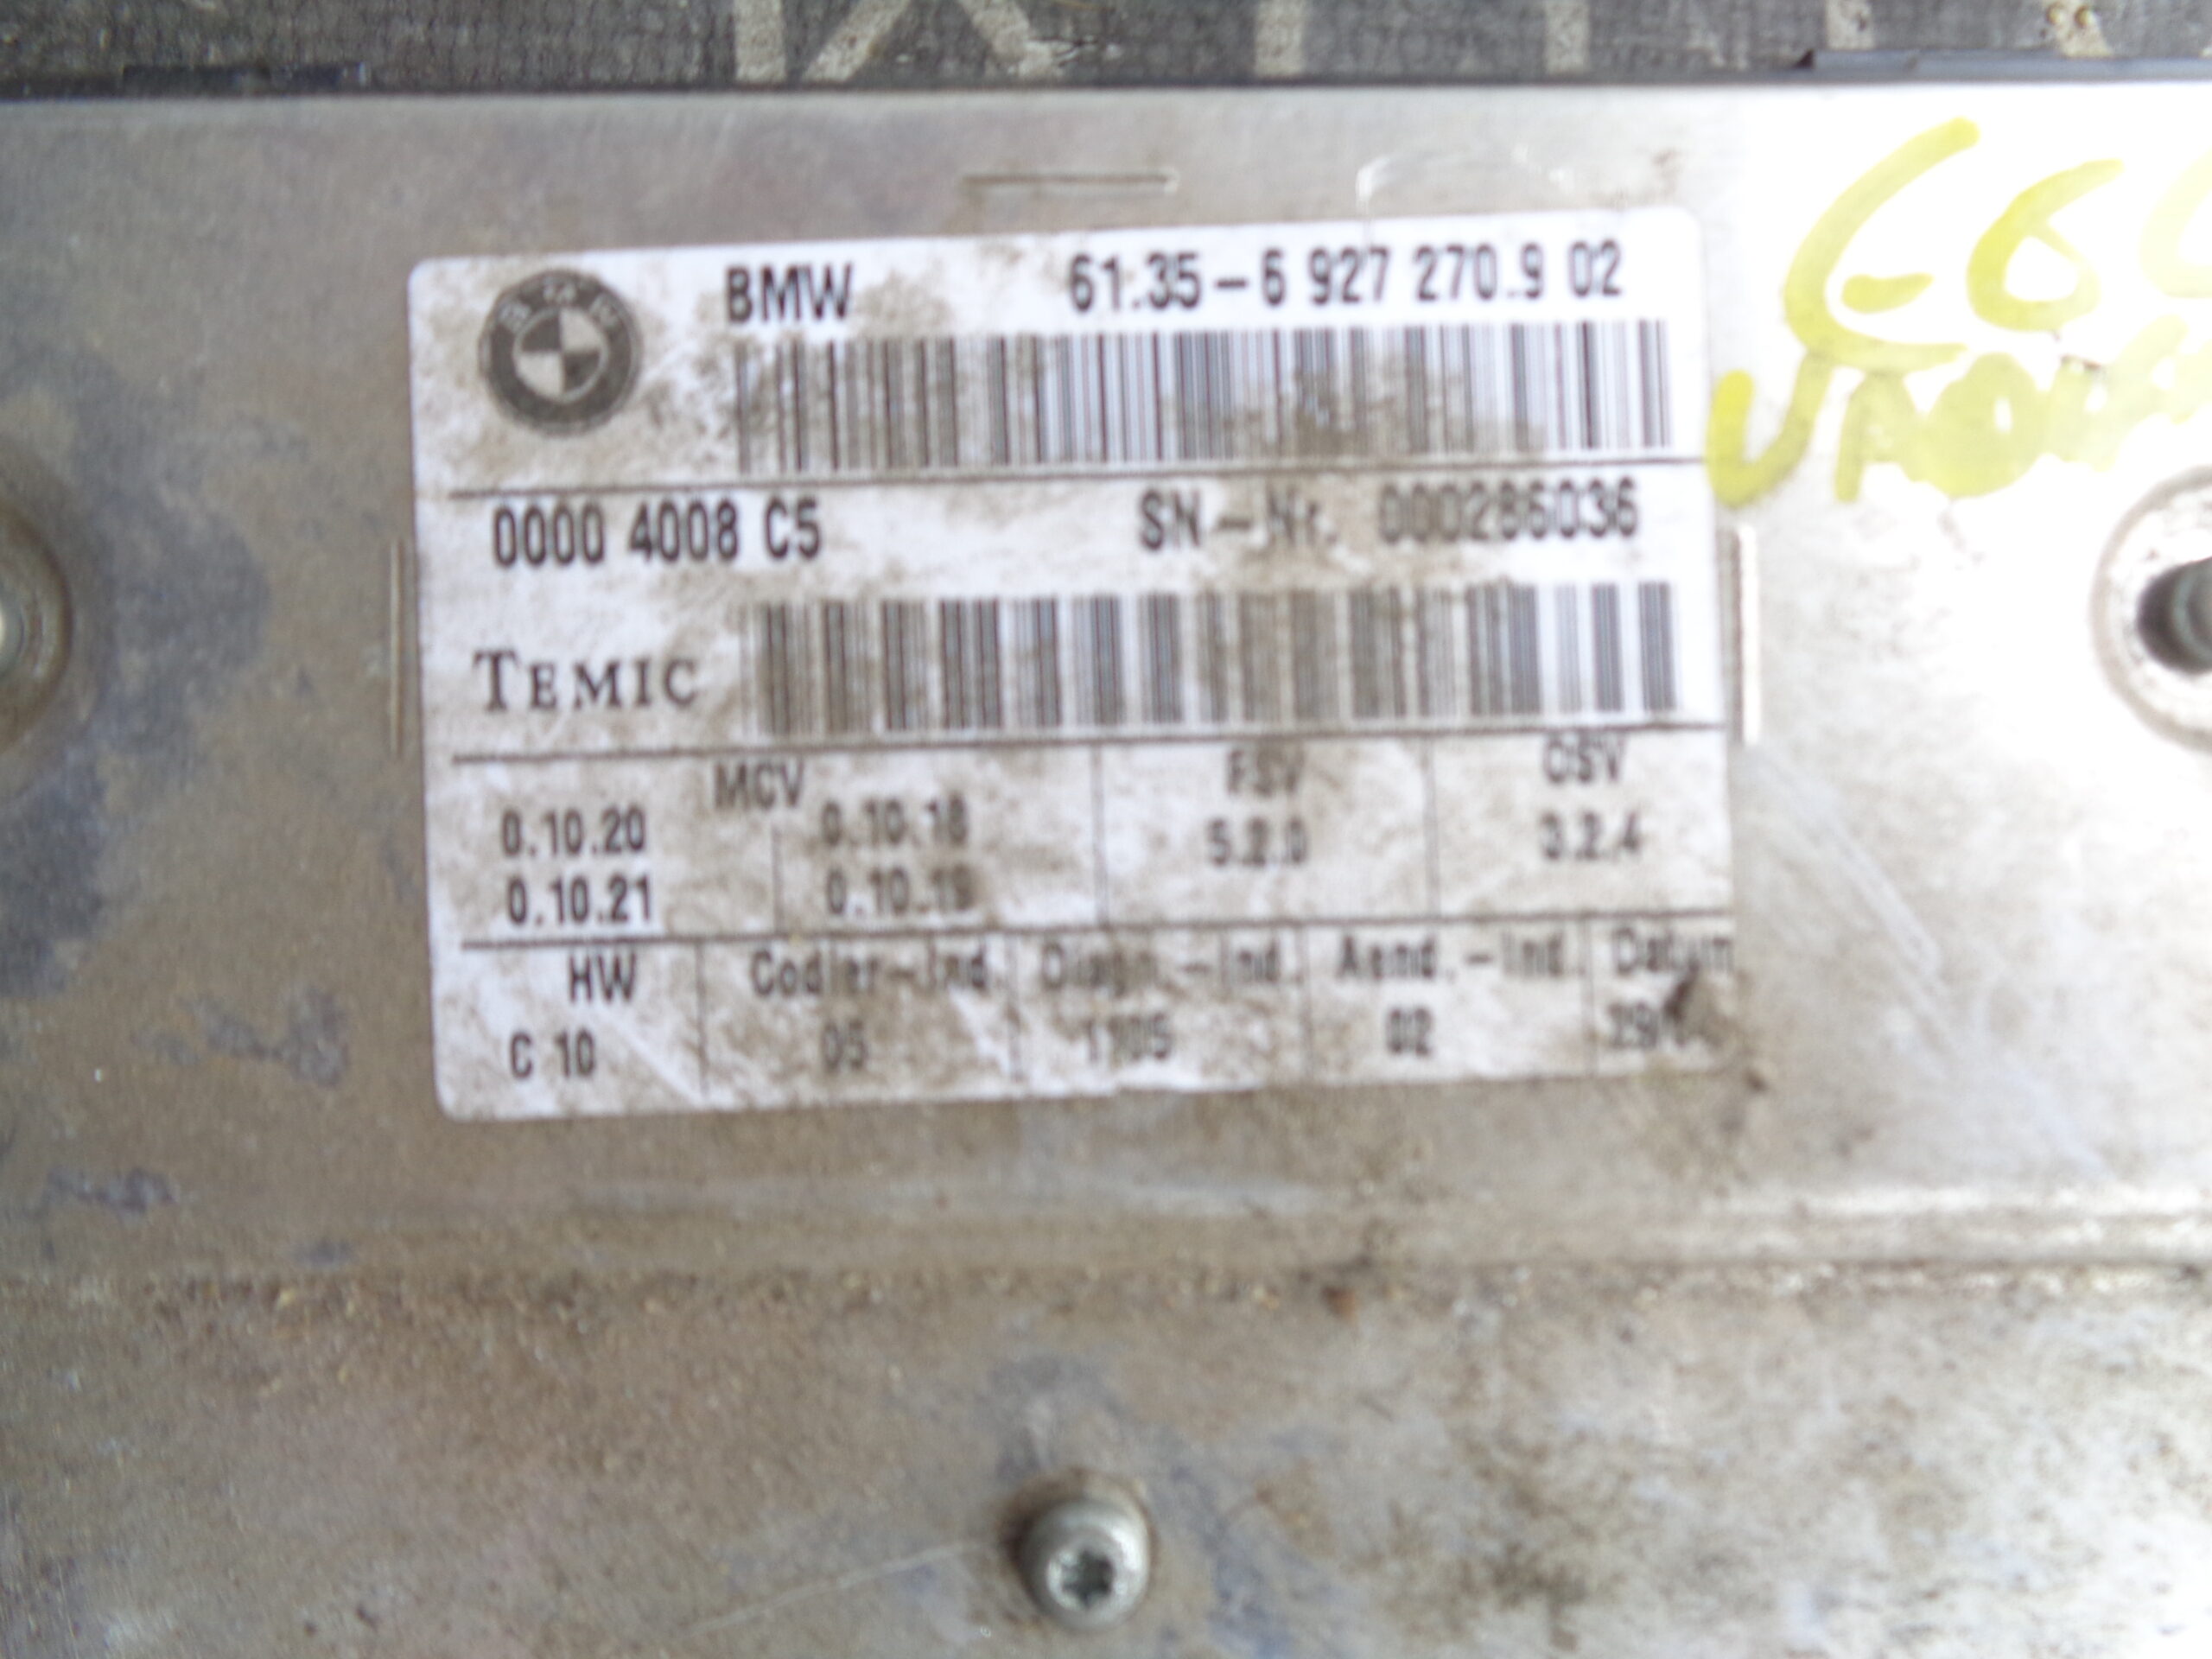 BMW 61.35-6 927 270.9 02
BMW
0000 4008 C5 SN-Nr. 000286036
TEMIC
MCV FSV CSV
0.10.20 0.10.18 5.2.0 3.2.4
0.10.21 0.10.19
HW Codier-Ind. Diagn.-Ind. Aend.-Ind. Datum
C 10 05 1105 02